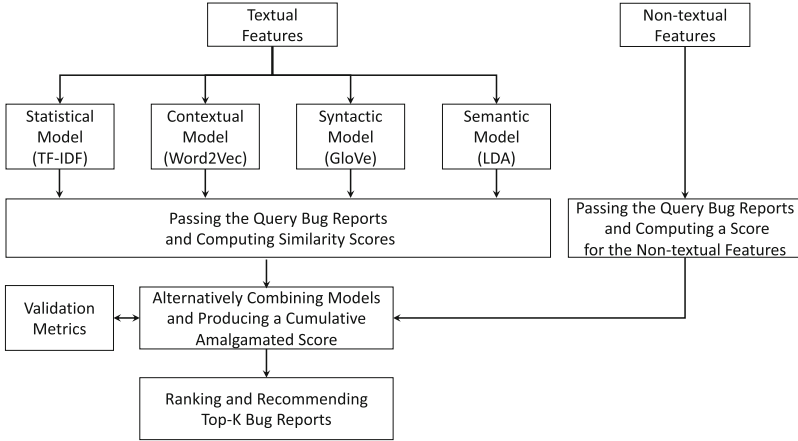 Textual
Features
Non-textual
Features
Statistical
Model
(TF-IDF)
Contextual
Model
(Word2Vec)
Syntactic
Model
(GloVe)
Semantic
Model
(LDA)
Passing the Query Bug Reports
and Computing Similarity Scores
Passing the Query Bug Reports
and Computing a Score
for the Non-textual Features
Validation
Metrics
Alternatively Combining Models
and Producing a Cumulative
Amalgamated Score
Ranking and Recommending
Top-K Bug Reports